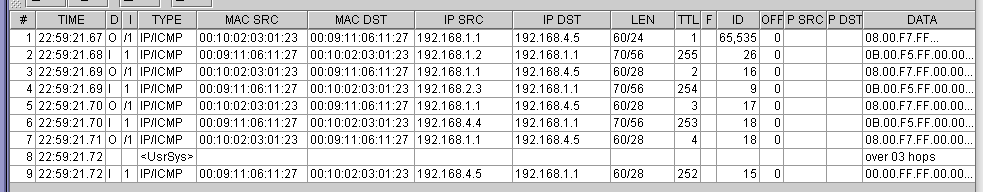 # TIME D I TYPE MAC SRC MAC DST IP SRC IP DST LEN TTL F ID OFF P SRC P DST DATA
1 22:59:21.67 O /1 IP/ICMP 00:10:02:03:01:23 00:09:11:06:11:27 192.168.1.1 192.168.4.5 60/24 1 65,535 0 08.00.F7.FF...
2 22:59:21.68 I 1 IP/ICMP 00:09:11:06:11:27 00:10:02:03:01:23 192.168.1.2 192.168.1.1 70/56 255 26 0 0B.00.F5.FF.00.00...
3 22:59:21.69 O /1 IP/ICMP 00:10:02:03:01:23 00:09:11:06:11:27 192.168.1.1 192.168.4.5 60/28 2 16 0 08.00.F7.FF.00.00...
4 22:59:21.69 I 1 IP/ICMP 00:09:11:06:11:27 00:10:02:03:01:23 192.168.2.3 192.168.1.1 70/56 254 9 0 0B.00.F5.FF.00.00...
5 22:59:21.70 O /1 IP/ICMP 00:10:02:03:01:23 00:09:11:06:11:27 192.168.1.1 192.168.4.5 60/28 3 17 0 08.00.F7.FF.00.00...
6 22:59:21.70 I 1 IP/ICMP 00:09:11:06:11:27 00:10:02:03:01:23 192.168.4.4 192.168.1.1 70/56 253 18 0 0B.00.F5.FF.00.00...
7 22:59:21.71 O /1 IP/ICMP 00:10:02:03:01:23 00:09:11:06:11:27 192.168.1.1 192.168.4.5 60/28 4 18 0 08.00.F7.FF.00.00...
8 22:59:21.72 <UsrSys> over 03 hops
9 22:59:21.72 I 1 IP/ICMP 00:09:11:06:11:27 00:10:02:03:01:23 192.168.4.5 192.168.1.1 60/28 252 15 0 00.00.FF.FF.00.00...